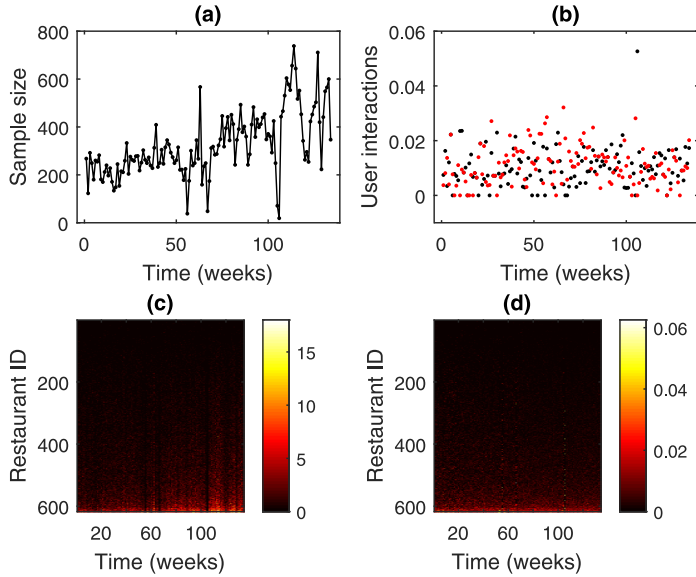 (a)
800
600
400
200
0
Sample size
0
50
100
Time (weeks)
(b)
0.06
0.04
0.02
0
User interactions
0
50
100
Time (weeks)
(c)
200
400
600
Restaurant ID
20
60
100
Time (weeks)
15
10
5
0
(d)
200
400
600
Restaurant ID
20
60
100
Time (weeks)
0.06
0.04
0.02
0